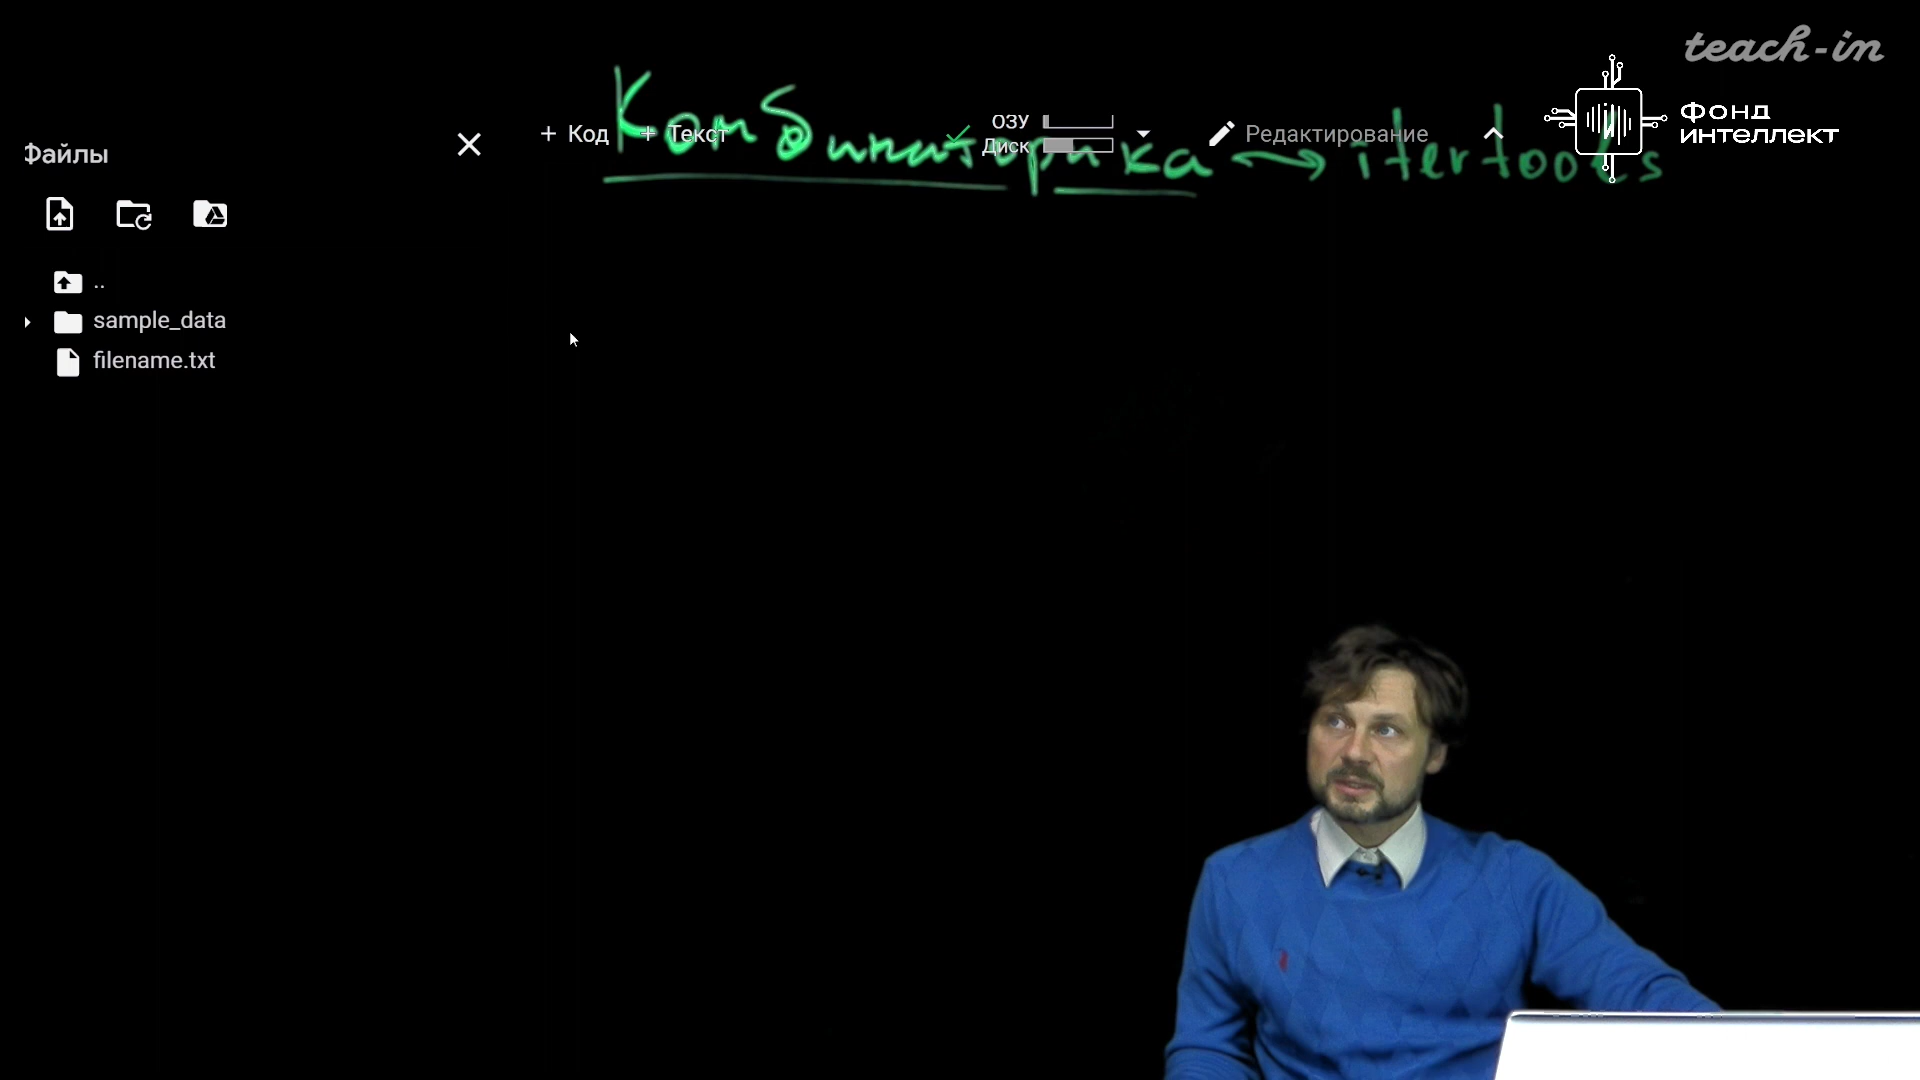 teach-in
Комбинаторика → itertools
+ Код + Текст
ОЗУ
Диск
Редактирование
Фонд
интеллект
Файлы
..
sample_data
filename.txt